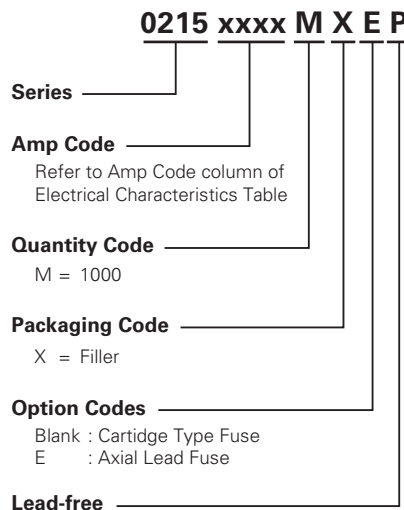 0215 xxxx M X E P
Series
Amp Code
Refer to Amp Code column of
Electrical Characteristics Table
Quantity Code
M = 1000
Packaging Code
X = Filler
Option Codes
Blank : Cartidge Type Fuse
E : Axial Lead Fuse
Lead-free